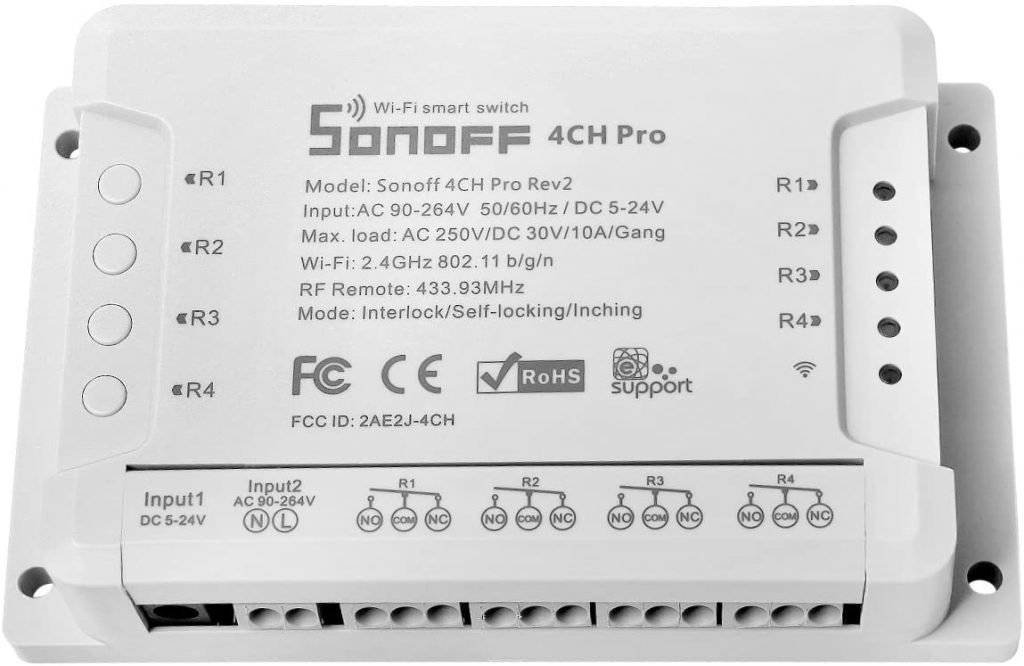 Wi-Fi smart switch
SONOFF 4CH Pro
Model: Sonoff 4CH Pro Rev2
Input:AC 90-264V 50/60Hz / DC 5-24V
Max. load: AC 250V/DC 30V/10A/Gang
Wi-Fi: 2.4GHz 802.11 b/g/n
RF Remote: 433.93MHz
Mode: Interlock/Self-locking/Inching
R1
R2
R3
R4
R1
R2
R3
R4
FC CE RoHS e support
FCC ID: 2AE2J-4CH
Input1
DC 5-24V
Input2
AC 90-264V
N L
R1
NO COM NC
R2
NO COM NC
R3
NO COM NC
R4
NO COM NC